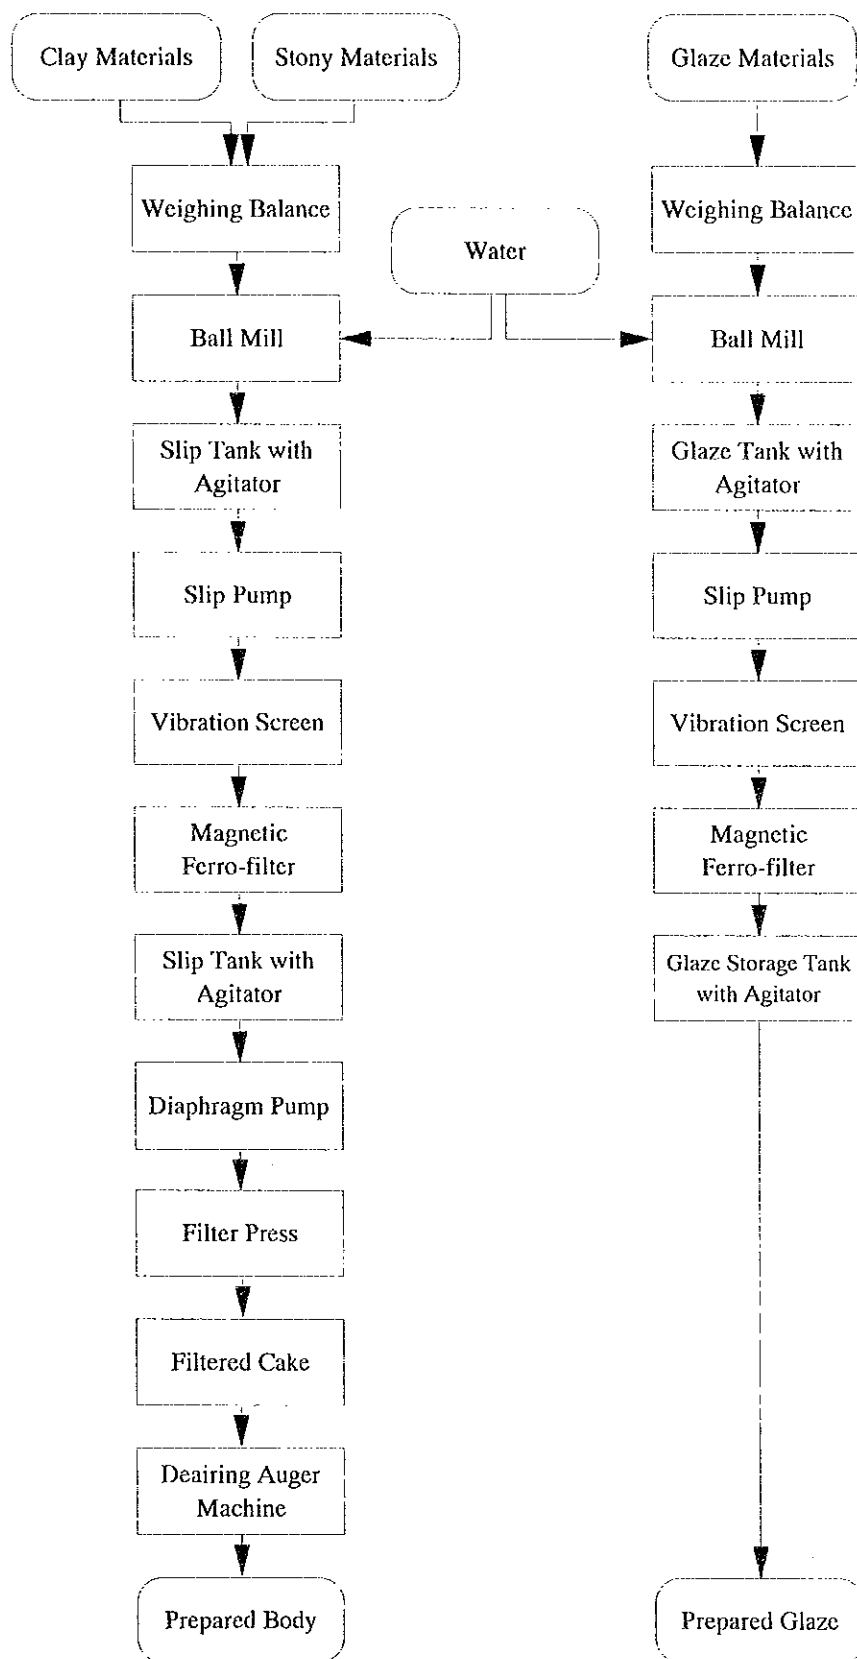 Clay Materials
Stony Materials
Glaze Materials
Weighing Balance
Water
Weighing Balance
Ball Mill
Ball Mill
Slip Tank with
Agitator
Glaze Tank with
Agitator
Slip Pump
Slip Pump
Vibration Screen
Vibration Screen
Magnetic
Ferro-filter
Magnetic
Ferro-filter
Slip Tank with
Agitator
Glaze Storage Tank
with Agitator
Diaphragm Pump
Filter Press
Filtered Cake
Deairing Auger
Machine
Prepared Body
Prepared Glaze